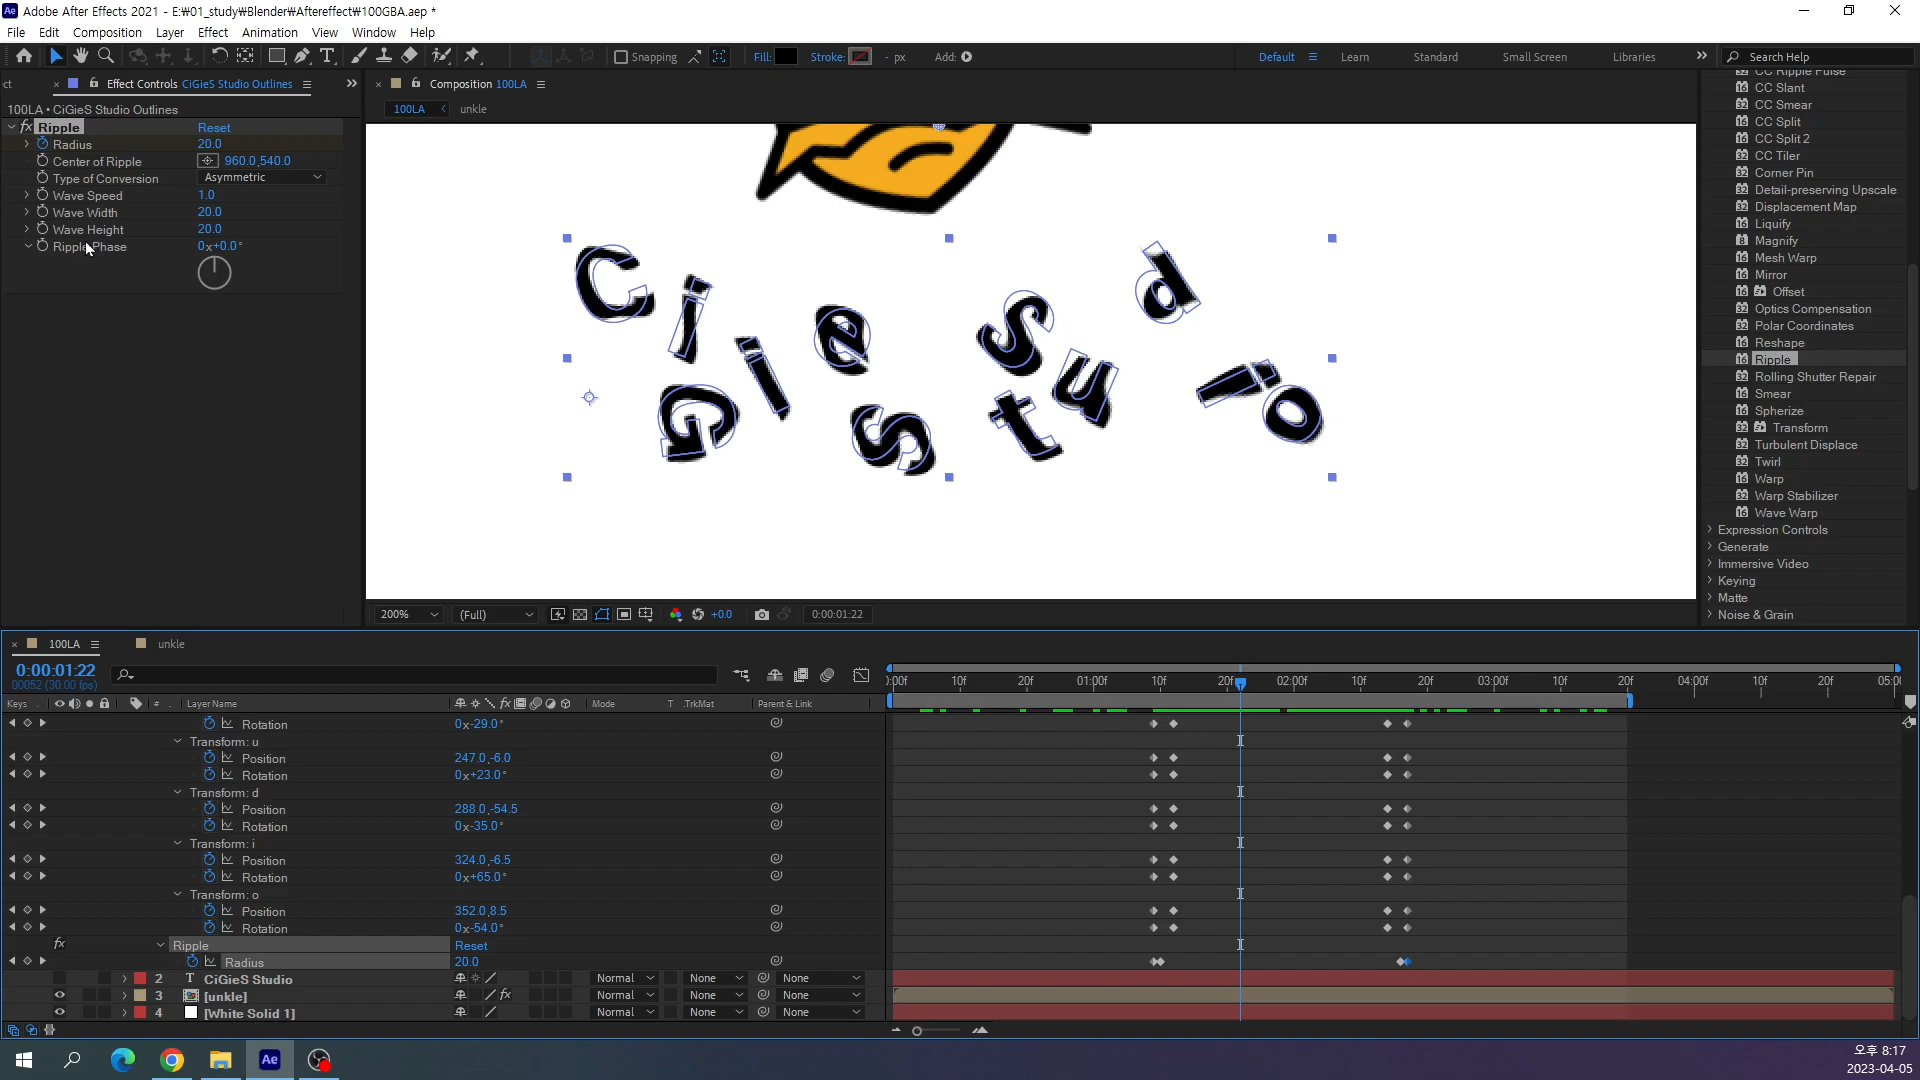 Adobe After Effects 2021 - E:₩01_study₩Blender₩Aftereffect₩100GBA.aep *
File Edit Composition Layer Effect Animation View Window Help
Snapping Fill: Stroke: - px Add: Default Learn Standard Small Screen Libraries Search Help
ct Effect Controls CiGieS Studio Outlines
100LA • CiGieS Studio Outlines
fx Ripple Reset
Radius 20.0
Center of Ripple 960.0,540.0
Type of Conversion Asymmetric
Wave Speed 1.0
Wave Width 20.0
Wave Height 20.0
Ripple Phase 0x+0.0°
Composition 100LA
100LA unkle
C i G i e s S t u d i o
200% (Full) +0.0 0:00:01:22
CC Ripple Pulse
CC Slant
CC Smear
CC Split
CC Split 2
CC Tiler
Corner Pin
Detail-preserving Upscale
Displacement Map
Liquify
Magnify
Mesh Warp
Mirror
Offset
Optics Compensation
Polar Coordinates
Reshape
Ripple
Rolling Shutter Repair
Smear
Spherize
Transform
Turbulent Displace
Twirl
Warp
Warp Stabilizer
Wave Warp
Expression Controls
Generate
Immersive Video
Keying
Matte
Noise & Grain
100LA unkle
0:00:01:22
00052 (30.00 fps)
):00f 10f 20f 01:00f 10f 20f 02:00f 10f 20f 03:00f 10f 20f 04:00f 10f 20f 05:00
Keys # . Layer Name Mode T .TrkMat Parent & Link
Rotation 0x-29.0°
Transform: u
Position 247.0,-6.0
Rotation 0x+23.0°
Transform: d
Position 288.0,-54.5
Rotation 0x-35.0°
Transform: i
Position 324.0,-6.5
Rotation 0x+65.0°
Transform: o
Position 352.0,8.5
Rotation 0x-54.0°
fx Ripple Reset
Radius 20.0
2 T CiGieS Studio Normal None None
3 [unkle] fx Normal None None
4 [White Solid 1] Normal None None
Ae
오후 8:17
2023-04-05